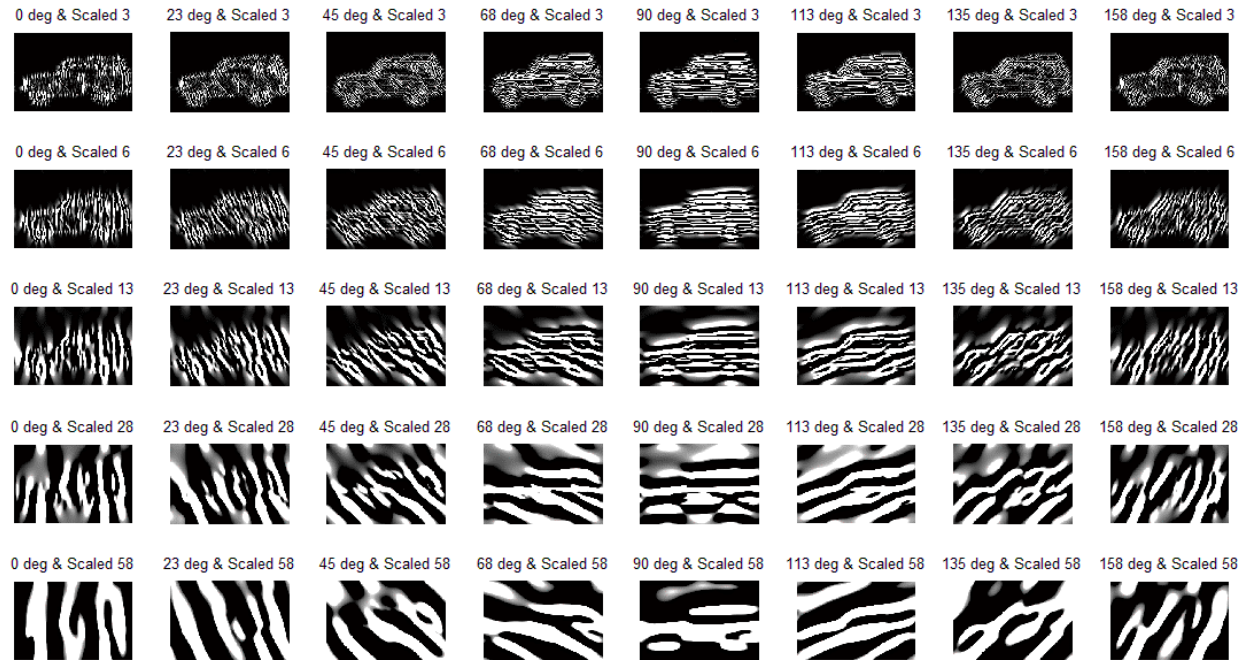 0 deg & Scaled 3 23 deg & Scaled 3 45 deg & Scaled 3 68 deg & Scaled 3 90 deg & Scaled 3 113 deg & Scaled 3 135 deg & Scaled 3 158 deg & Scaled 3
0 deg & Scaled 6 23 deg & Scaled 6 45 deg & Scaled 6 68 deg & Scaled 6 90 deg & Scaled 6 113 deg & Scaled 6 135 deg & Scaled 6 158 deg & Scaled 6
0 deg & Scaled 13 23 deg & Scaled 13 45 deg & Scaled 13 68 deg & Scaled 13 90 deg & Scaled 13 113 deg & Scaled 13 135 deg & Scaled 13 158 deg & Scaled 13
0 deg & Scaled 28 23 deg & Scaled 28 45 deg & Scaled 28 68 deg & Scaled 28 90 deg & Scaled 28 113 deg & Scaled 28 135 deg & Scaled 28 158 deg & Scaled 28
0 deg & Scaled 58 23 deg & Scaled 58 45 deg & Scaled 58 68 deg & Scaled 58 90 deg & Scaled 58 113 deg & Scaled 58 135 deg & Scaled 58 158 deg & Scaled 58